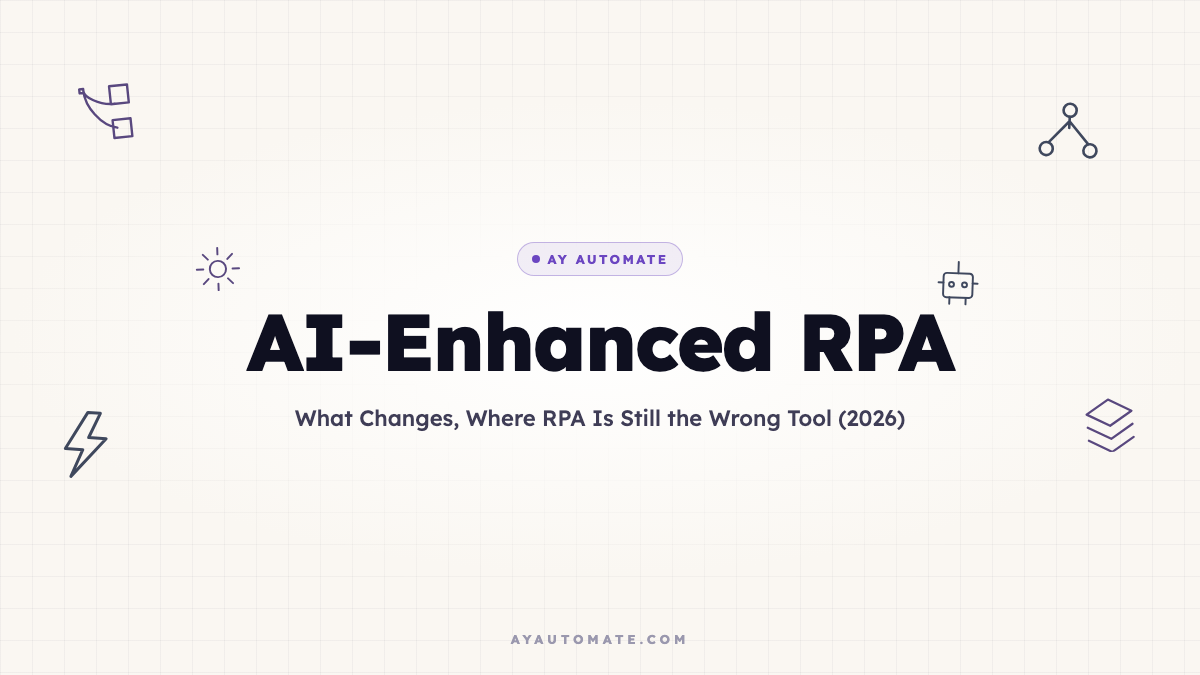 AY AUTOMATE
AI-Enhanced RPA
What Changes, Where RPA Is Still the Wrong Tool (2026)
AYAUTOMATE.COM